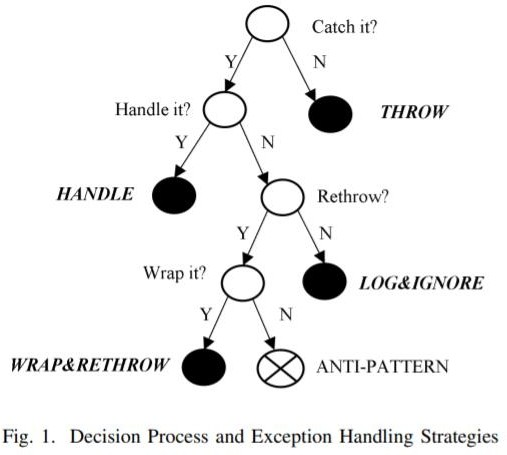 Catch it?
Y
N
Handle it?
THROW
Y
N
HANDLE
Rethrow?
Y
N
Wrap it?
LOG&IGNORE
Y
N
WRAP&RETHROW
ANTI-PATTERN
Fig. 1. Decision Process and Exception Handling Strategies